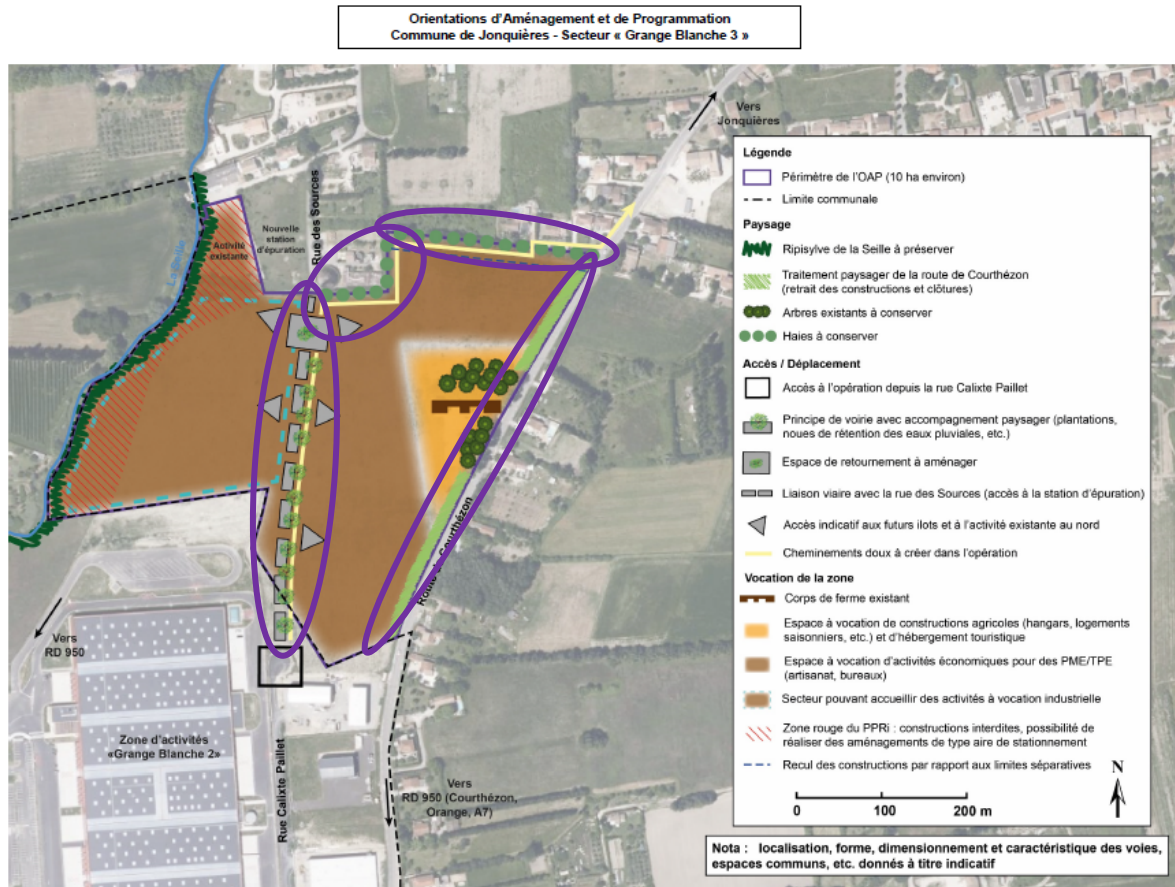 Orientations d'Aménagement et de Programmation
Commune de Jonquières - Secteur « Grange Blanche 3 »
Vers
Jonquières
Rue des Sources
Nouvelle
station
d'épuration
Activité
existante
La Seille
Route de Courthézon
Vers
RD 950
Zone d'activités
«Grange Blanche 2»
Rue Calixte Paillet
Vers
RD 950 (Courthézon,
Orange, A7)
Légende
Périmètre de l'OAP (10 ha environ)
Limite communale
Paysage
Ripisylve de la Seille à préserver
Traitement paysager de la route de Courthézon
(retrait des constructions et clôtures)
Arbres existants à conserver
Haies à conserver
Accès / Déplacement
Accès à l'opération depuis la rue Calixte Paillet
Principe de voirie avec accompagnement paysager (plantations,
noues de rétention des eaux pluviales, etc.)
Espace de retournement à aménager
Liaison viaire avec la rue des Sources (accès à la station d'épuration)
Accès indicatif aux futurs ilots et à l'activité existante au nord
Cheminements doux à créer dans l'opération
Vocation de la zone
Corps de ferme existant
Espace à vocation de constructions agricoles (hangars, logements
saisonniers, etc.) et d'hébergement touristique
Espace à vocation d'activités économiques pour des PME/TPE
(artisanat, bureaux)
Secteur pouvant accueillir des activités à vocation industrielle
Zone rouge du PPRi : constructions interdites, possibilité de
réaliser des aménagements de type aire de stationnement
Recul des constructions par rapport aux limites séparatives
N
0 100 200 m
Nota : localisation, forme, dimensionnement et caractéristique des voies,
espaces communs, etc. donnés à titre indicatif